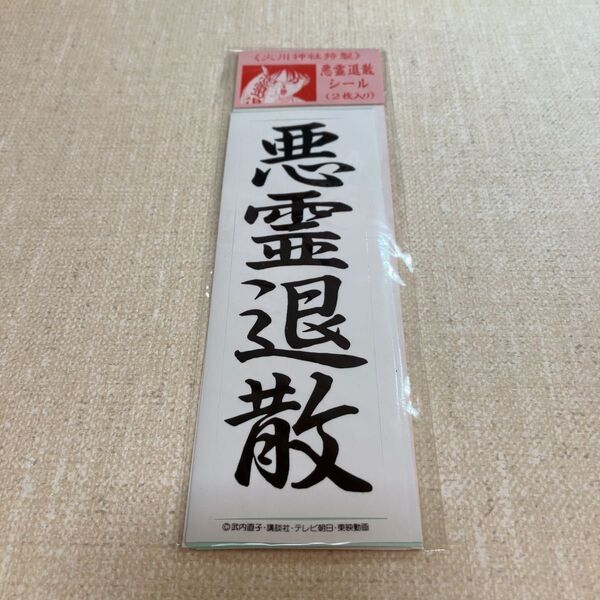 （火川神社特製）
悪霊退散
シール
（2枚入り）
悪霊退散
©武内直子・講談社・テレビ朝日・東映動画